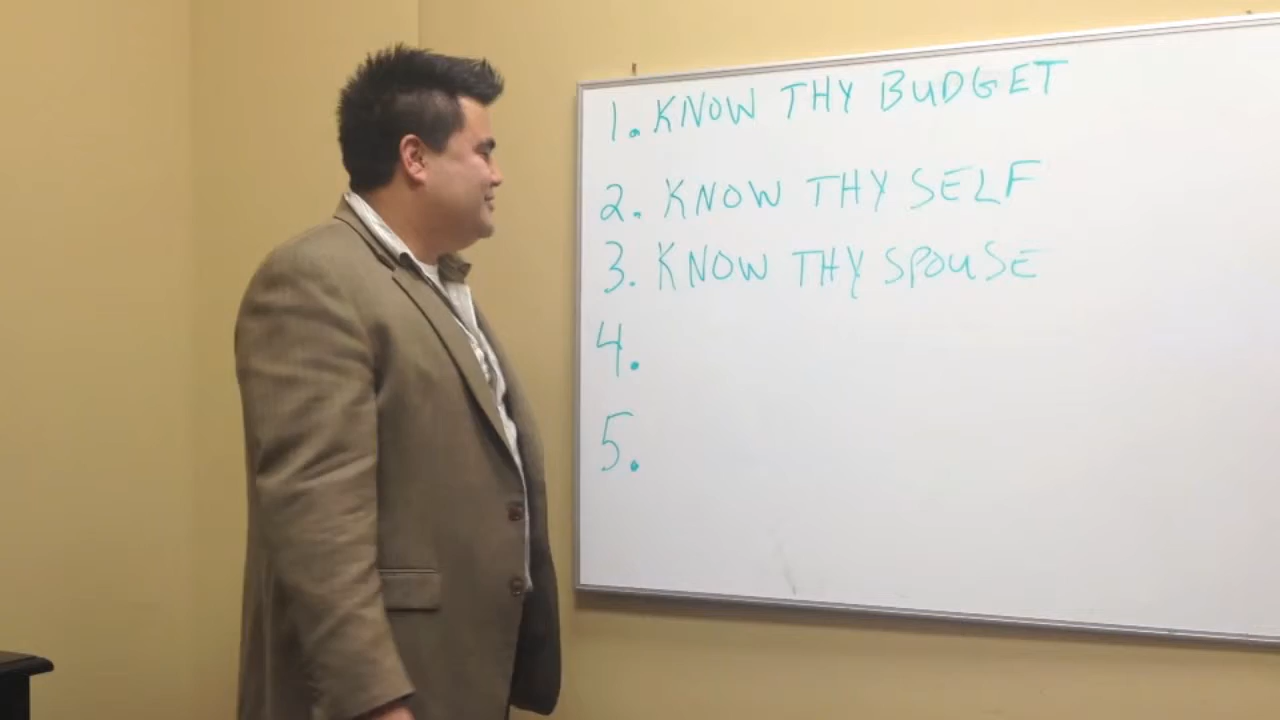 1. KNOW THY BUDGET
2. KNOW THY SELF
3. KNOW THY SPOUSE
4.
5.